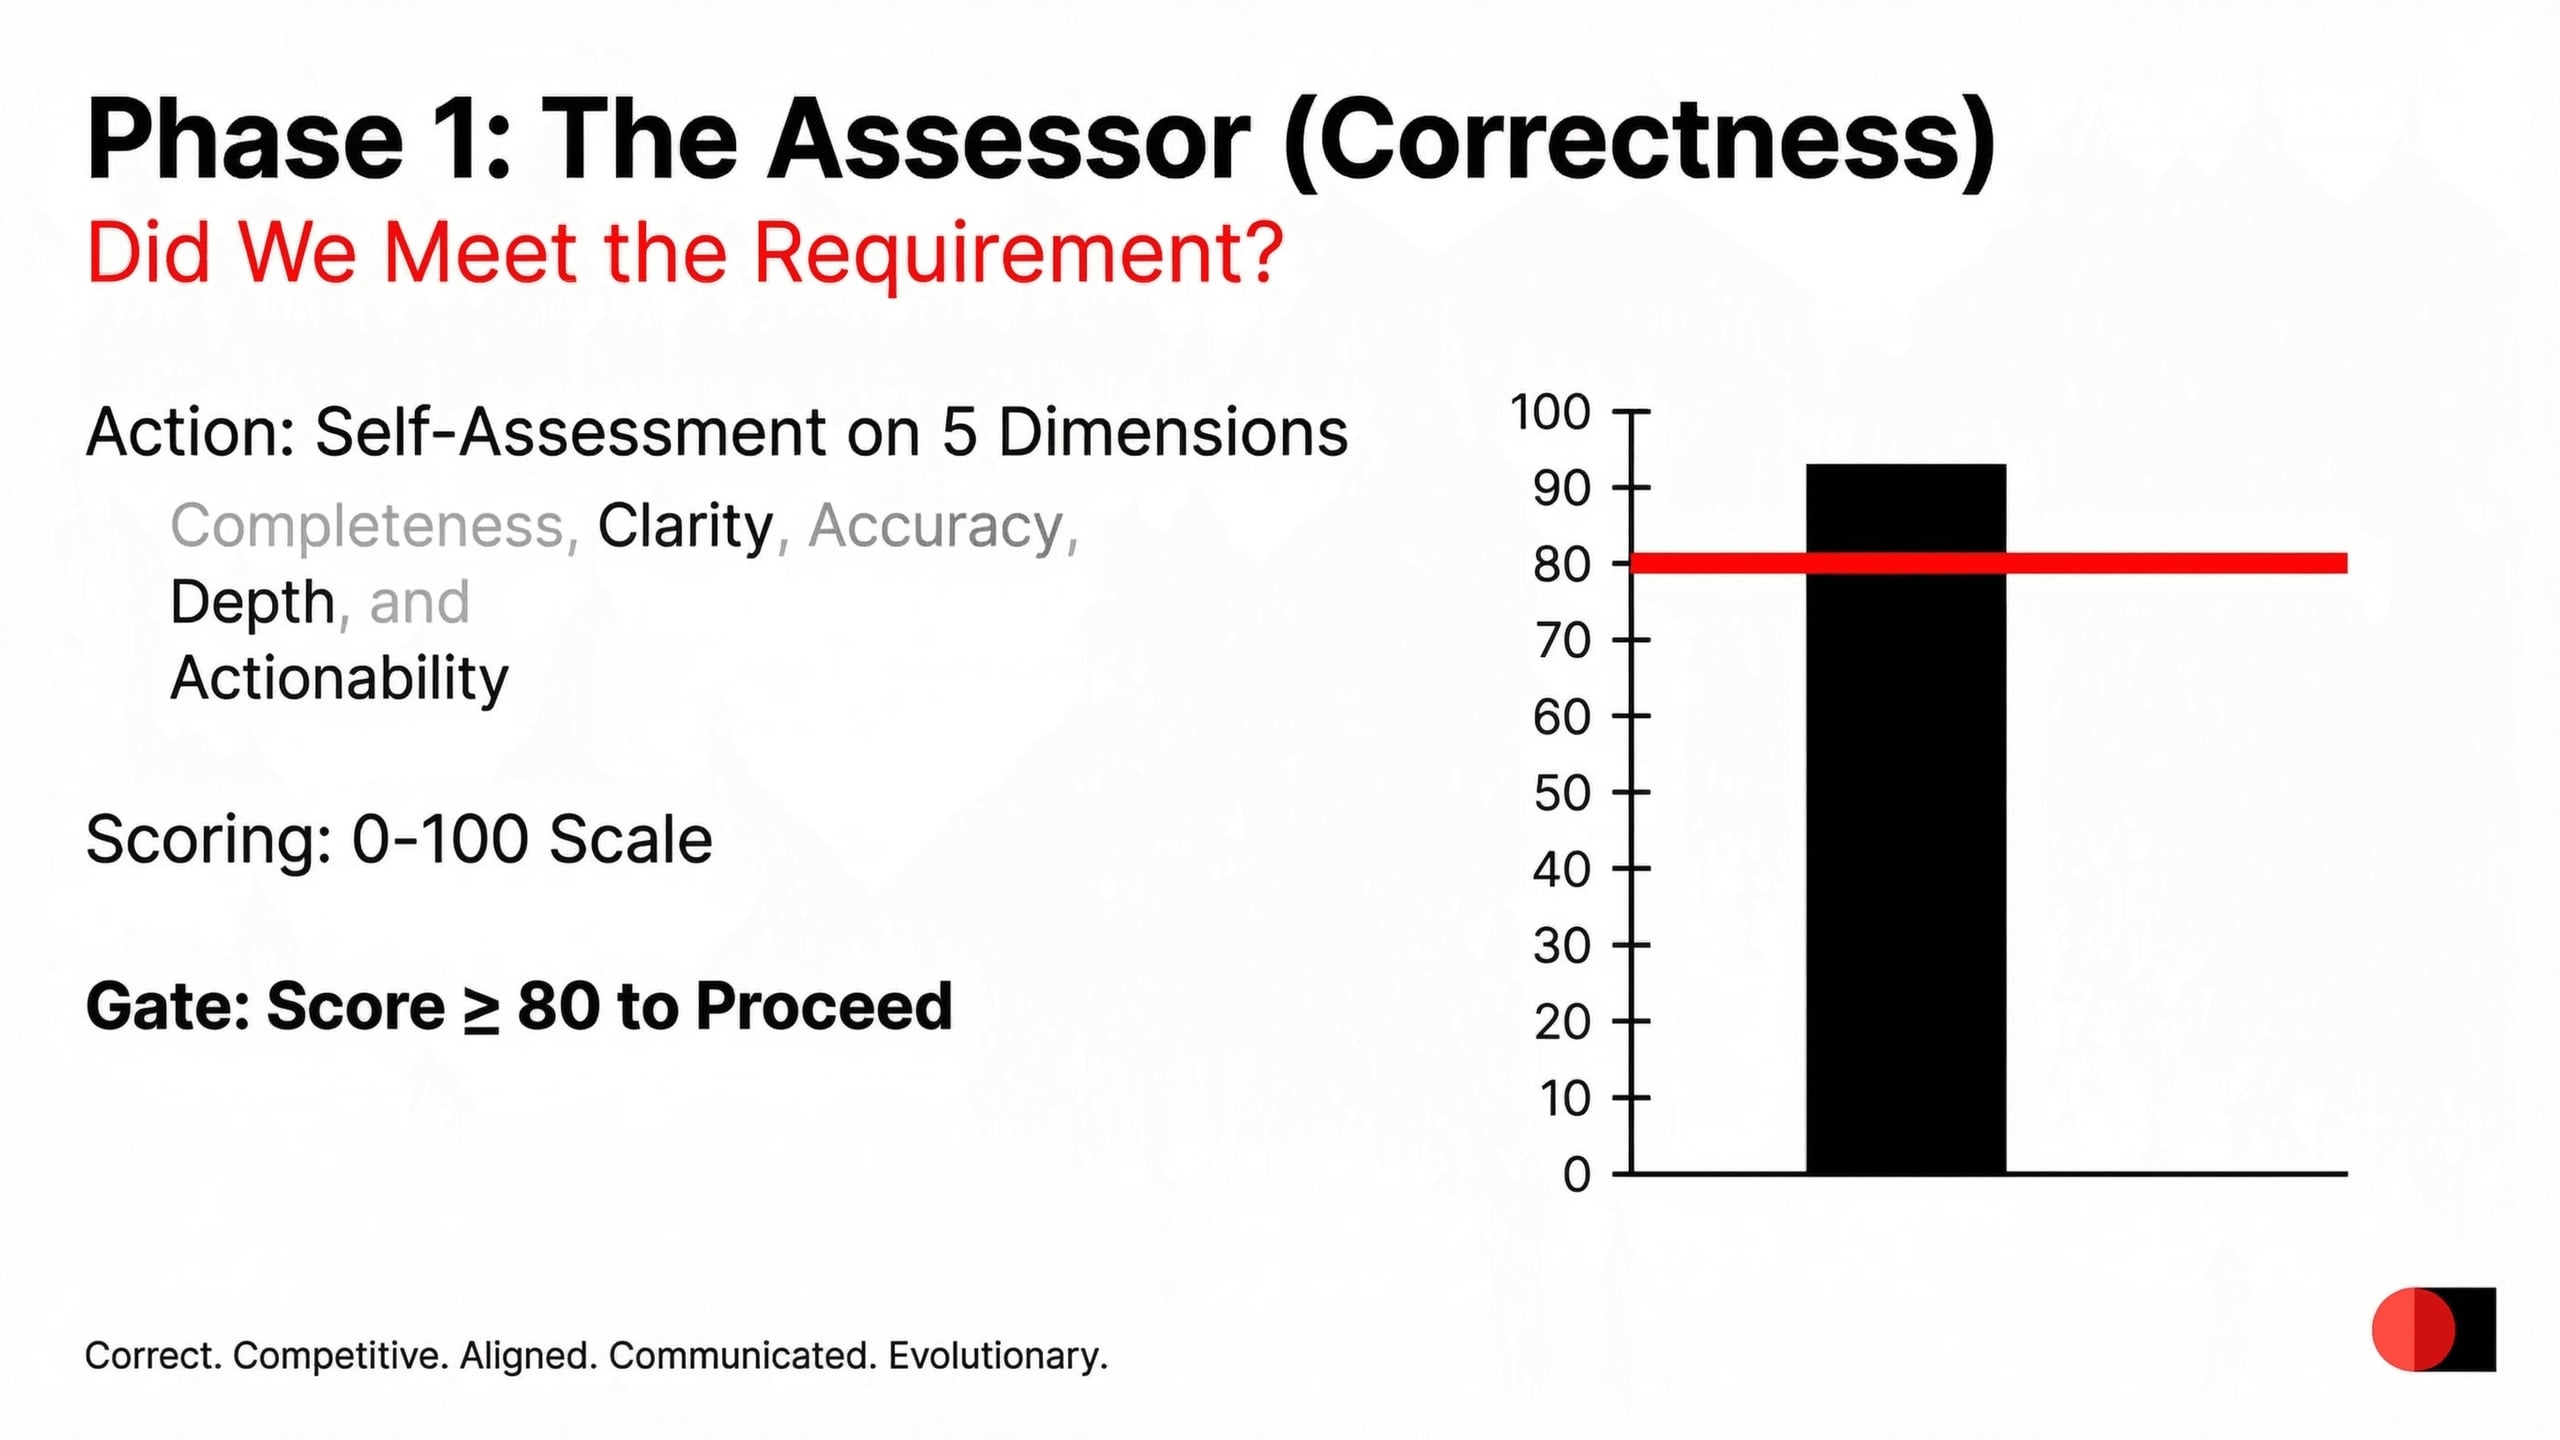 Phase 1: The Assessor (Correctness)
Did We Meet the Requirement?
Action: Self-Assessment on 5 Dimensions
Completeness, Clarity, Accuracy,
Depth, and
Actionability
Scoring: 0-100 Scale
Gate: Score ≥ 80 to Proceed
100
90
80
70
60
50
40
30
20
10
0
Correct. Competitive. Aligned. Communicated. Evolutionary.